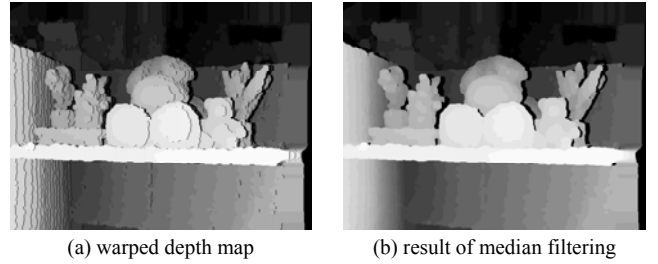 (a) warped depth map
(b) result of median filtering